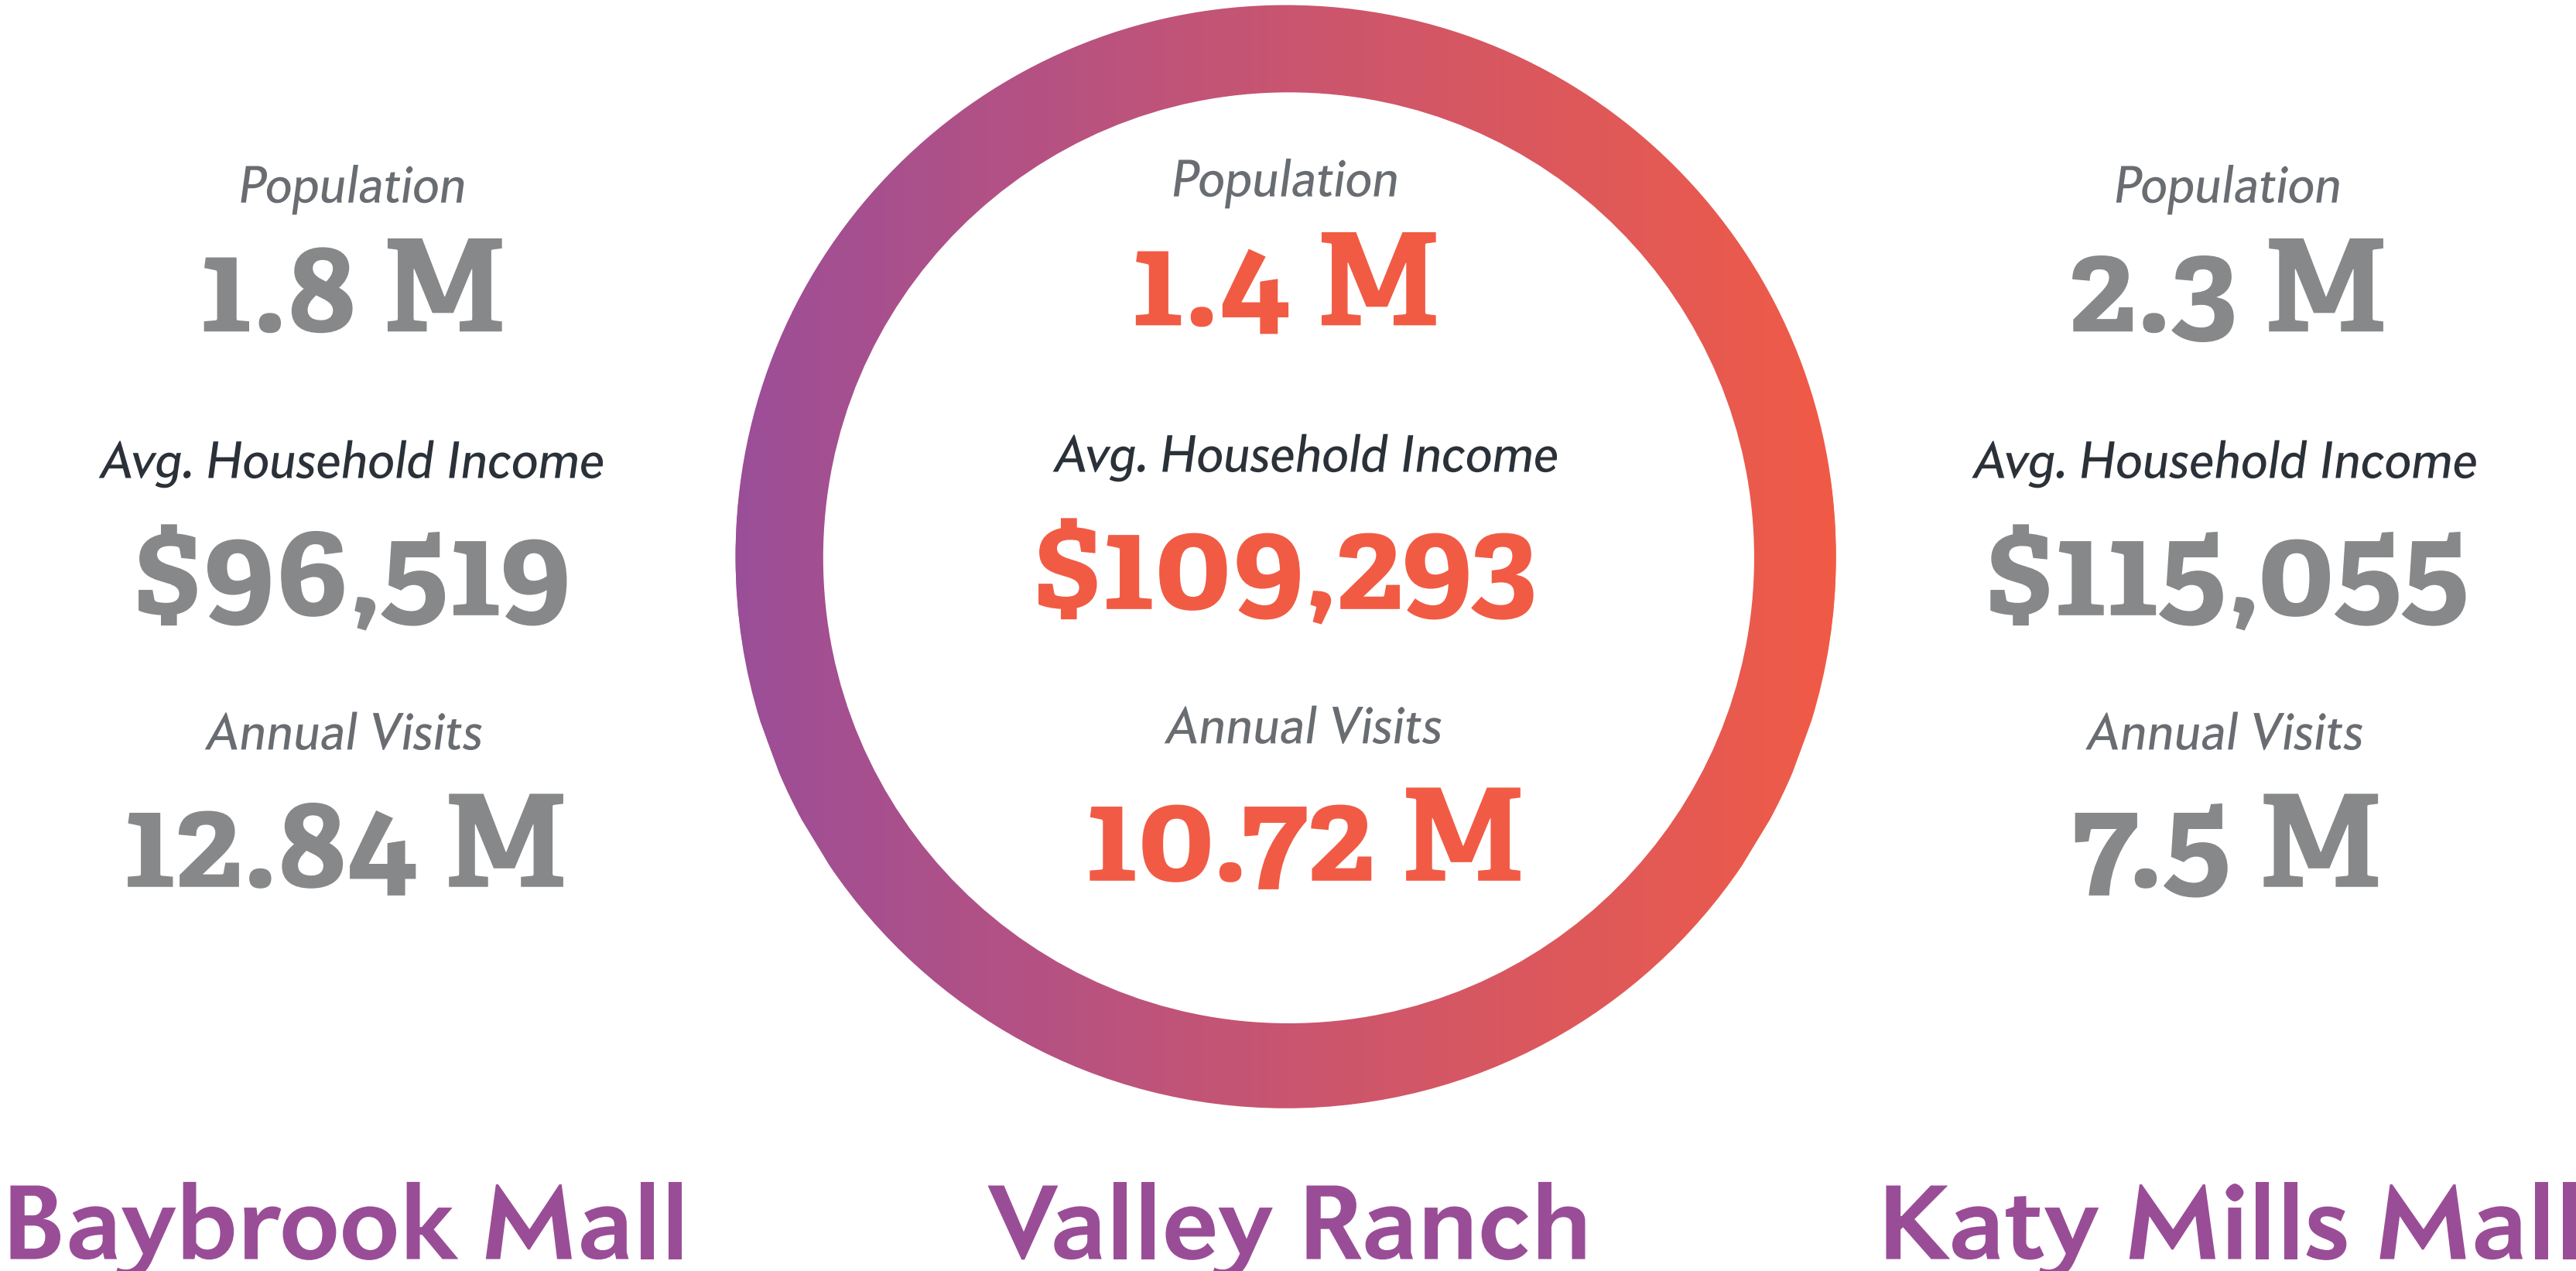 Population
1.8 M
Avg. Household Income
$96,519
Annual Visits
12.84 M
Baybrook Mall
Population
1.4 M
Avg. Household Income
$109,293
Annual Visits
10.72 M
Valley Ranch
Population
2.3 M
Avg. Household Income
$115,055
Annual Visits
7.5 M
Katy Mills Mall